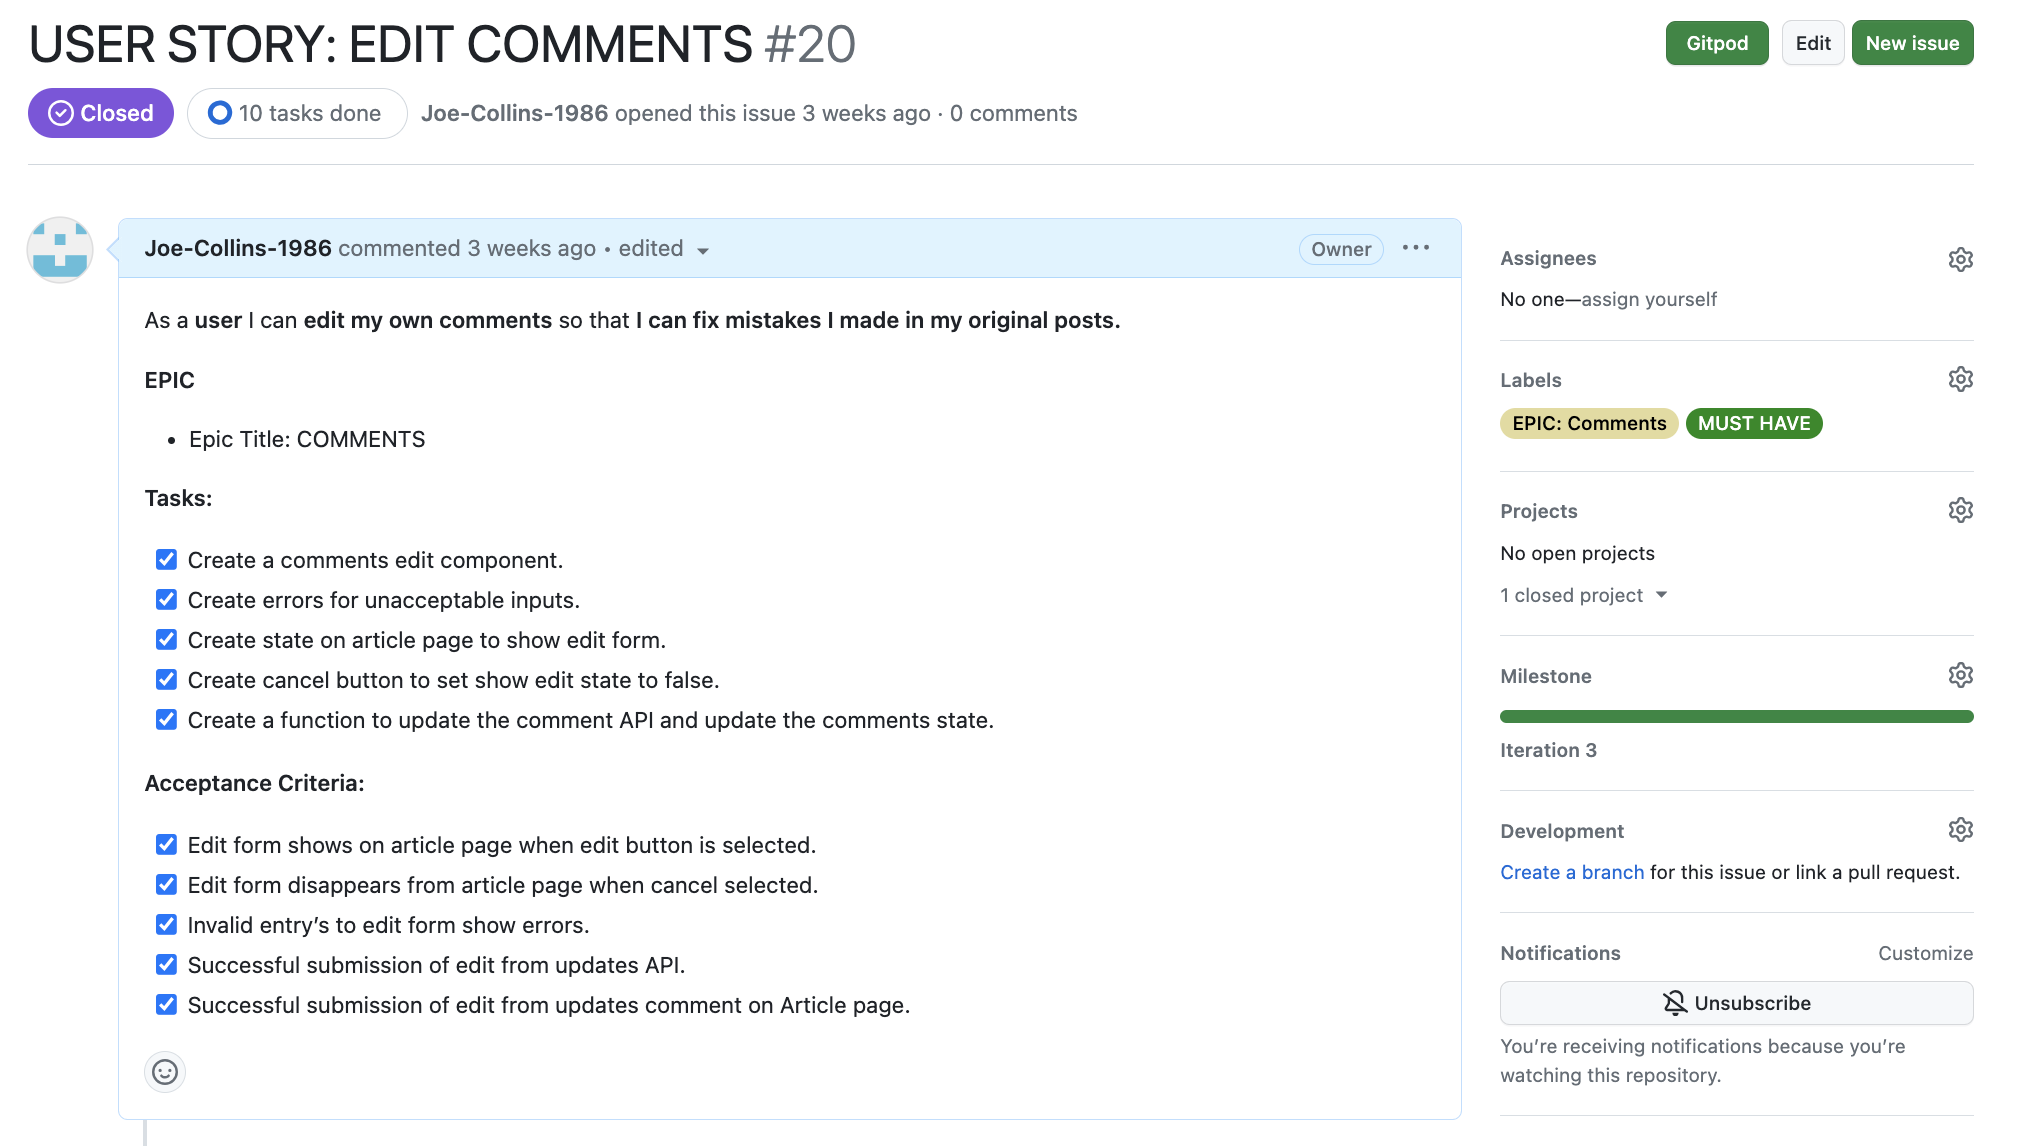 USER STORY: EDIT COMMENTS #20
Gitpod
Edit
New issue
Closed
10 tasks done
Joe-Collins-1986 opened this issue 3 weeks ago · 0 comments
Joe-Collins-1986 commented 3 weeks ago • edited
Owner
As a user I can edit my own comments so that I can fix mistakes I made in my original posts.
EPIC
• Epic Title: COMMENTS
Tasks:
Create a comments edit component.
Create errors for unacceptable inputs.
Create state on article page to show edit form.
Create cancel button to set show edit state to false.
Create a function to update the comment API and update the comments state.
Acceptance Criteria:
Edit form shows on article page when edit button is selected.
Edit form disappears from article page when cancel selected.
Invalid entry’s to edit form show errors.
Successful submission of edit from updates API.
Successful submission of edit from updates comment on Article page.
Assignees
No one—assign yourself
Labels
EPIC: Comments
MUST HAVE
Projects
No open projects
1 closed project
Milestone
Iteration 3
Development
Create a branch for this issue or link a pull request.
Notifications
Customize
Unsubscribe
You’re receiving notifications because you’re
watching this repository.